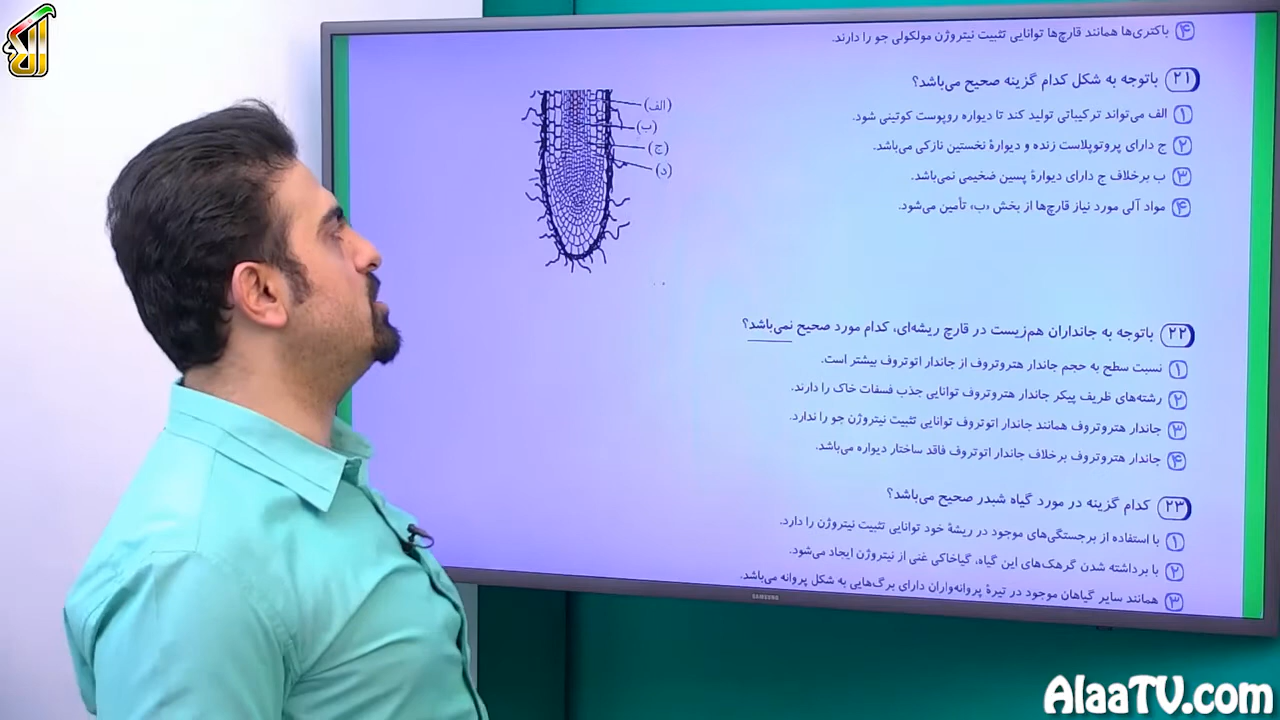 ۴ باکتری‌ها همانند قارچ‌ها توانایی تثبیت نیتروژن مولکولی جو را دارند.
۲۱ باتوجه به شکل کدام گزینه صحیح می‌باشد؟
۱ الف می‌تواند ترکیباتی تولید کند تا دیواره روپوست کوتینی شود.
۲ ج دارای پروتوپلاست زنده و دیوارهٔ نخستین نازکی می‌باشد.
۳ ب برخلاف ج دارای دیوارهٔ پسین ضخیمی نمی‌باشد.
۴ مواد آلی مورد نیاز قارچ‌ها از بخش «ب» تأمین می‌شود.
(الف)
(ب)
(ج)
(د)
۲۲ باتوجه به جانداران هم‌زیست در قارچ ریشه‌ای، کدام مورد صحیح نمی‌باشد؟
۱ نسبت سطح به حجم جاندار هتروتروف از جاندار اتوتروف بیشتر است.
۲ رشته‌های ظریف پیکر جاندار هتروتروف توانایی جذب فسفات خاک را دارند.
۳ جاندار هتروتروف همانند جاندار اتوتروف توانایی تثبیت نیتروژن جو را ندارد.
۴ جاندار هتروتروف برخلاف جاندار اتوتروف فاقد ساختار دیواره می‌باشد.
۲۳ کدام گزینه در مورد گیاه شبدر صحیح می‌باشد؟
۱ با استفاده از برجستگی‌های موجود در ریشهٔ خود توانایی تثبیت نیتروژن را دارد.
۲ با برداشته شدن گرهک‌های این گیاه، گیاخاکی غنی از نیتروژن ایجاد می‌شود.
۳ همانند سایر گیاهان موجود در تیرهٔ پروانه‌واران دارای برگ‌هایی به شکل پروانه می‌باشد.
SAMSUNG
AlaaTV.com